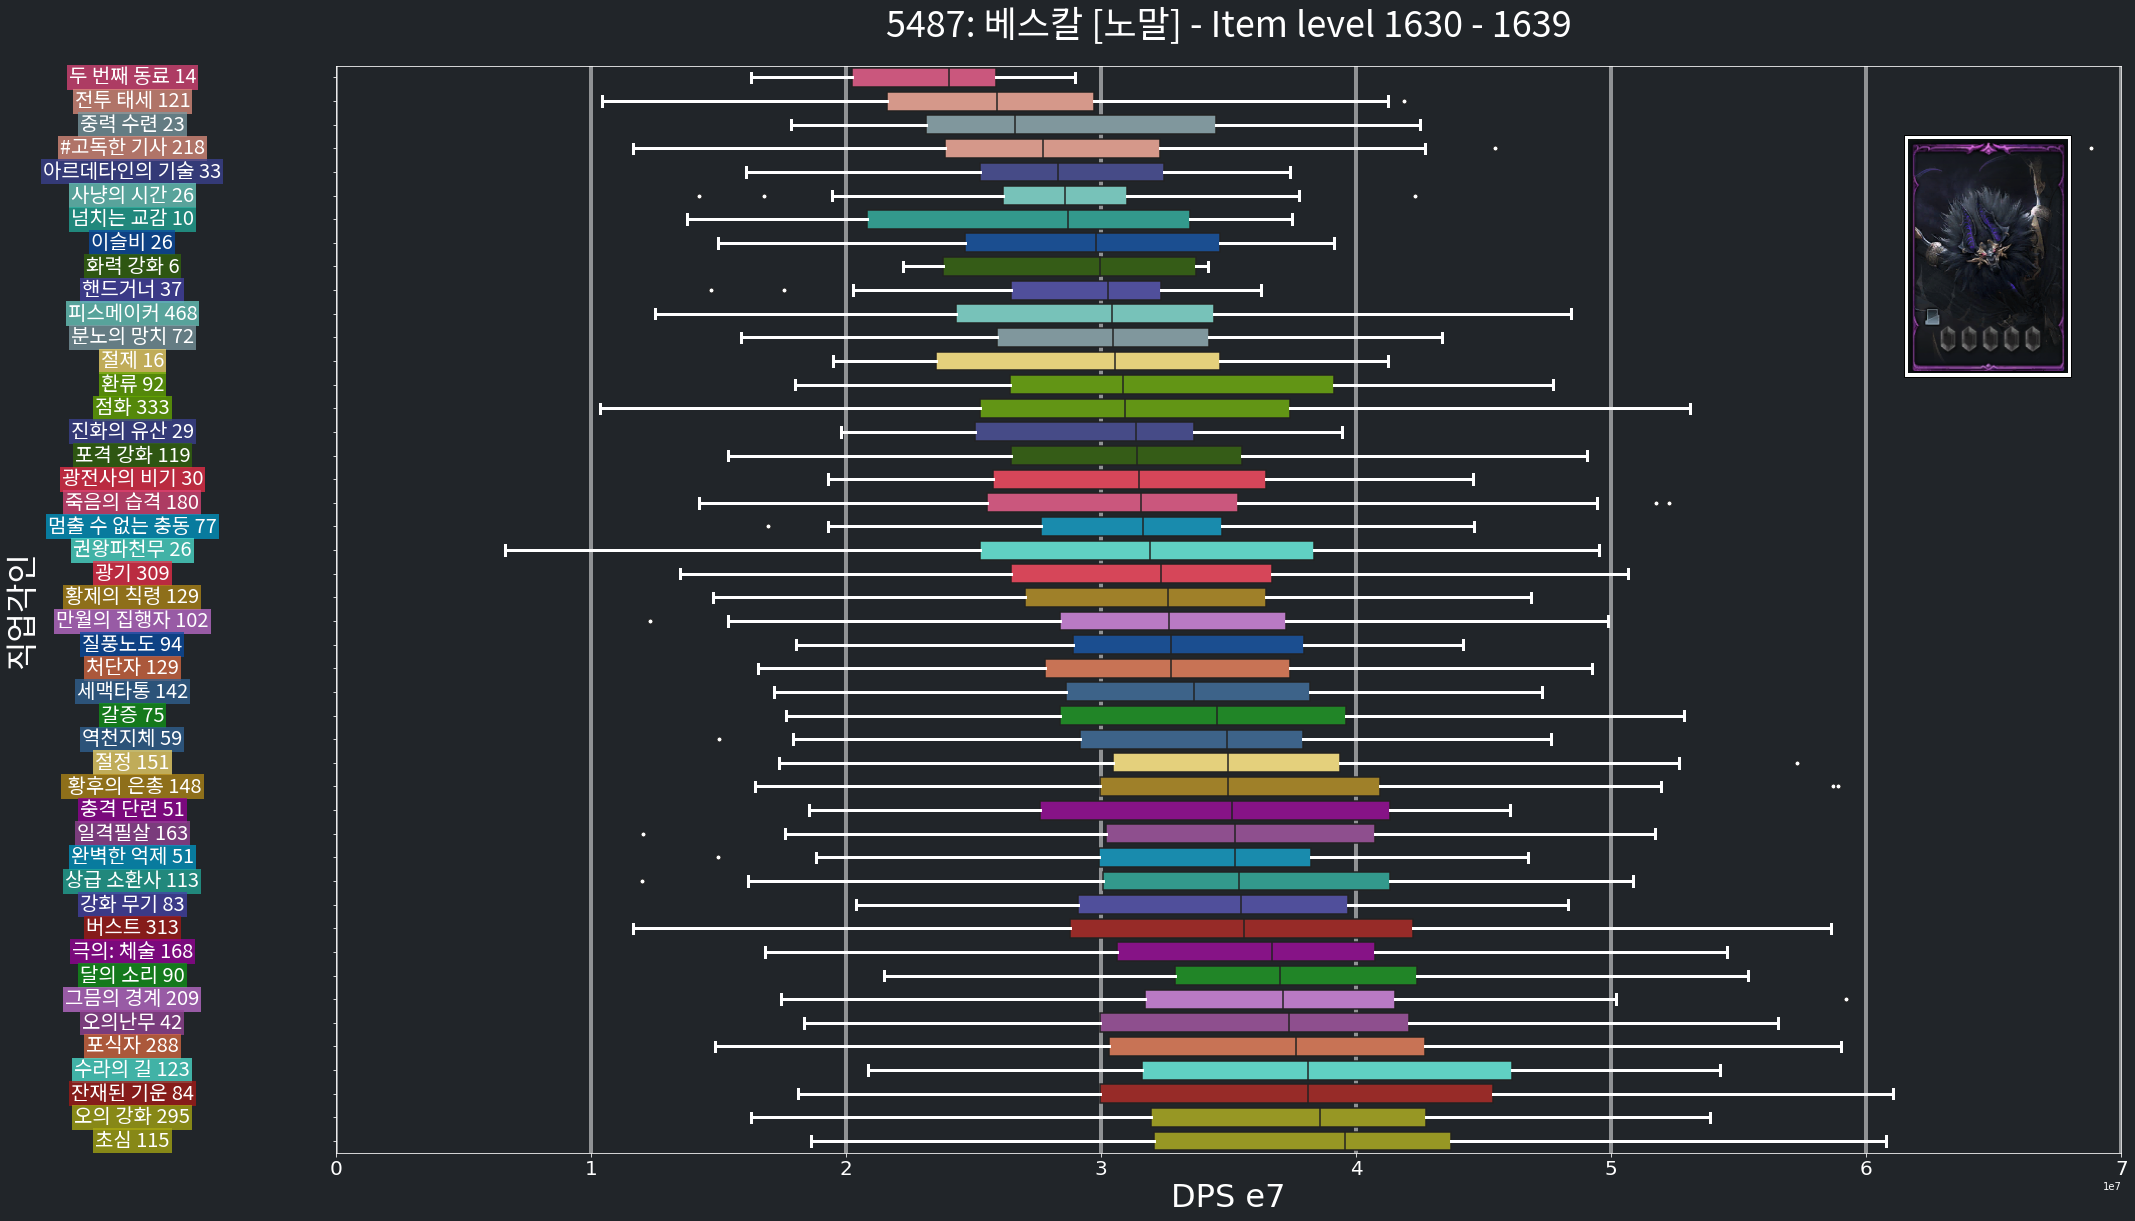 5487: 베스칼 [노말] - Item level 1630 - 1639
두 번째 동료 14
전투 태세 121
중력 수련 23
#고독한 기사 218
아르데타인의 기술 33
사냥의 시간 26
넘치는 교감 10
이슬비 26
화력 강화 6
핸드거너 37
피스메이커 468
분노의 망치 72
절제 16
환류 92
점화 333
진화의 유산 29
포격 강화 119
광전사의 비기 30
죽음의 습격 180
멈출 수 없는 충동 77
권왕파천무 26
광기 309
황제의 칙령 129
만월의 집행자 102
질풍노도 94
처단자 129
세맥타통 142
갈증 75
역천지체 59
절정 151
황후의 은총 148
충격 단련 51
일격필살 163
완벽한 억제 51
상급 소환사 113
강화 무기 83
버스트 313
극의: 체술 168
달의 소리 90
그믐의 경계 209
오의난무 42
포식자 288
수라의 길 123
잔재된 기운 84
오의 강화 295
초심 115
직업각인
0 1 2 3 4 5 6 7
1e7
DPS e7